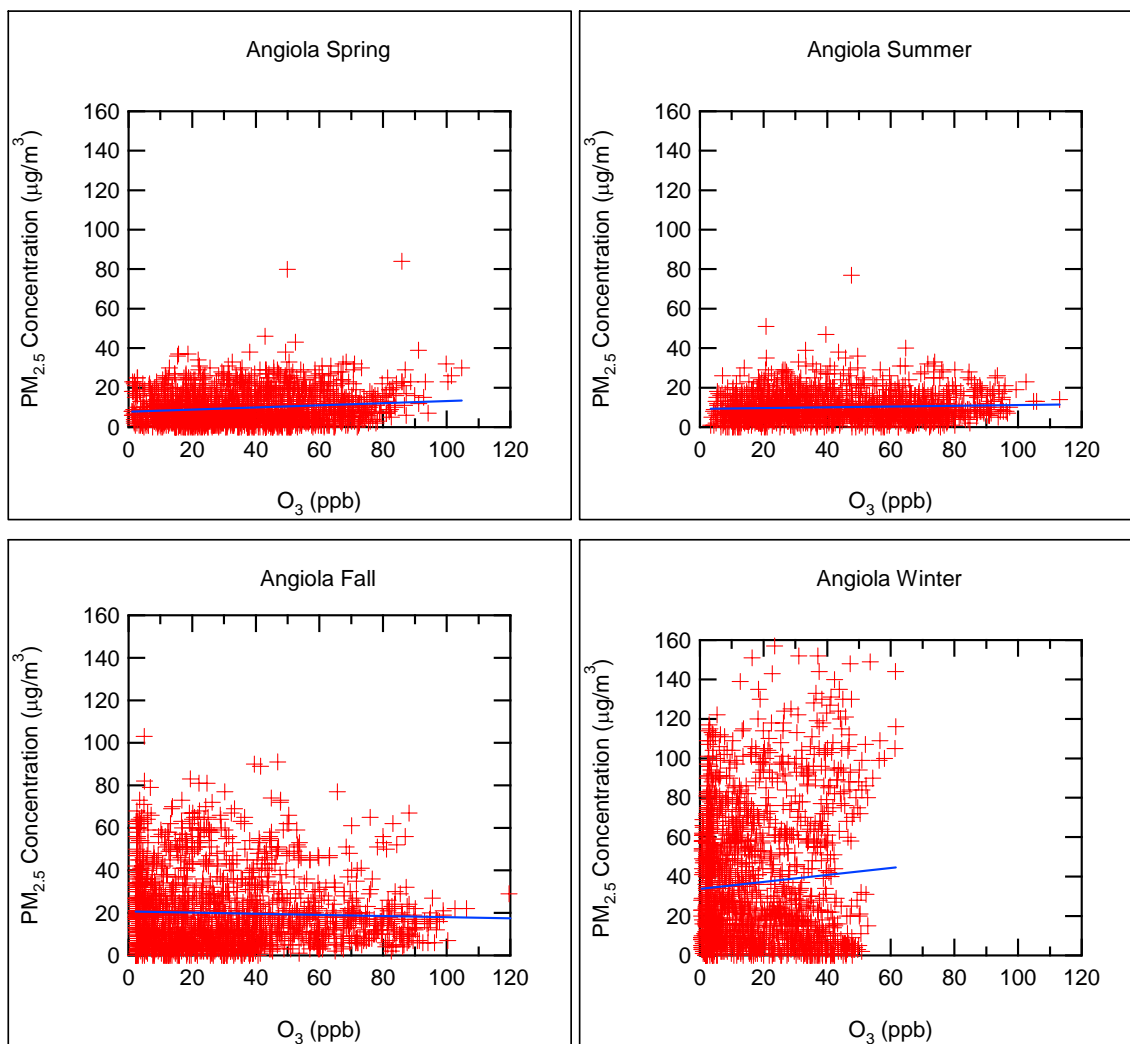 Angiola Spring
PM2.5 Concentration (μg/m3)
160
140
120
100
80
60
40
20
0
0 20 40 60 80 100 120
O3 (ppb)
Angiola Summer
PM2.5 Concentration (μg/m3)
160
140
120
100
80
60
40
20
0
0 20 40 60 80 100 120
O3 (ppb)
Angiola Fall
PM2.5 Concentration (μg/m3)
160
140
120
100
80
60
40
20
0
0 20 40 60 80 100 120
O3 (ppb)
Angiola Winter
PM2.5 Concentration (μg/m3)
160
140
120
100
80
60
40
20
0
0 20 40 60 80 100 120
O3 (ppb)